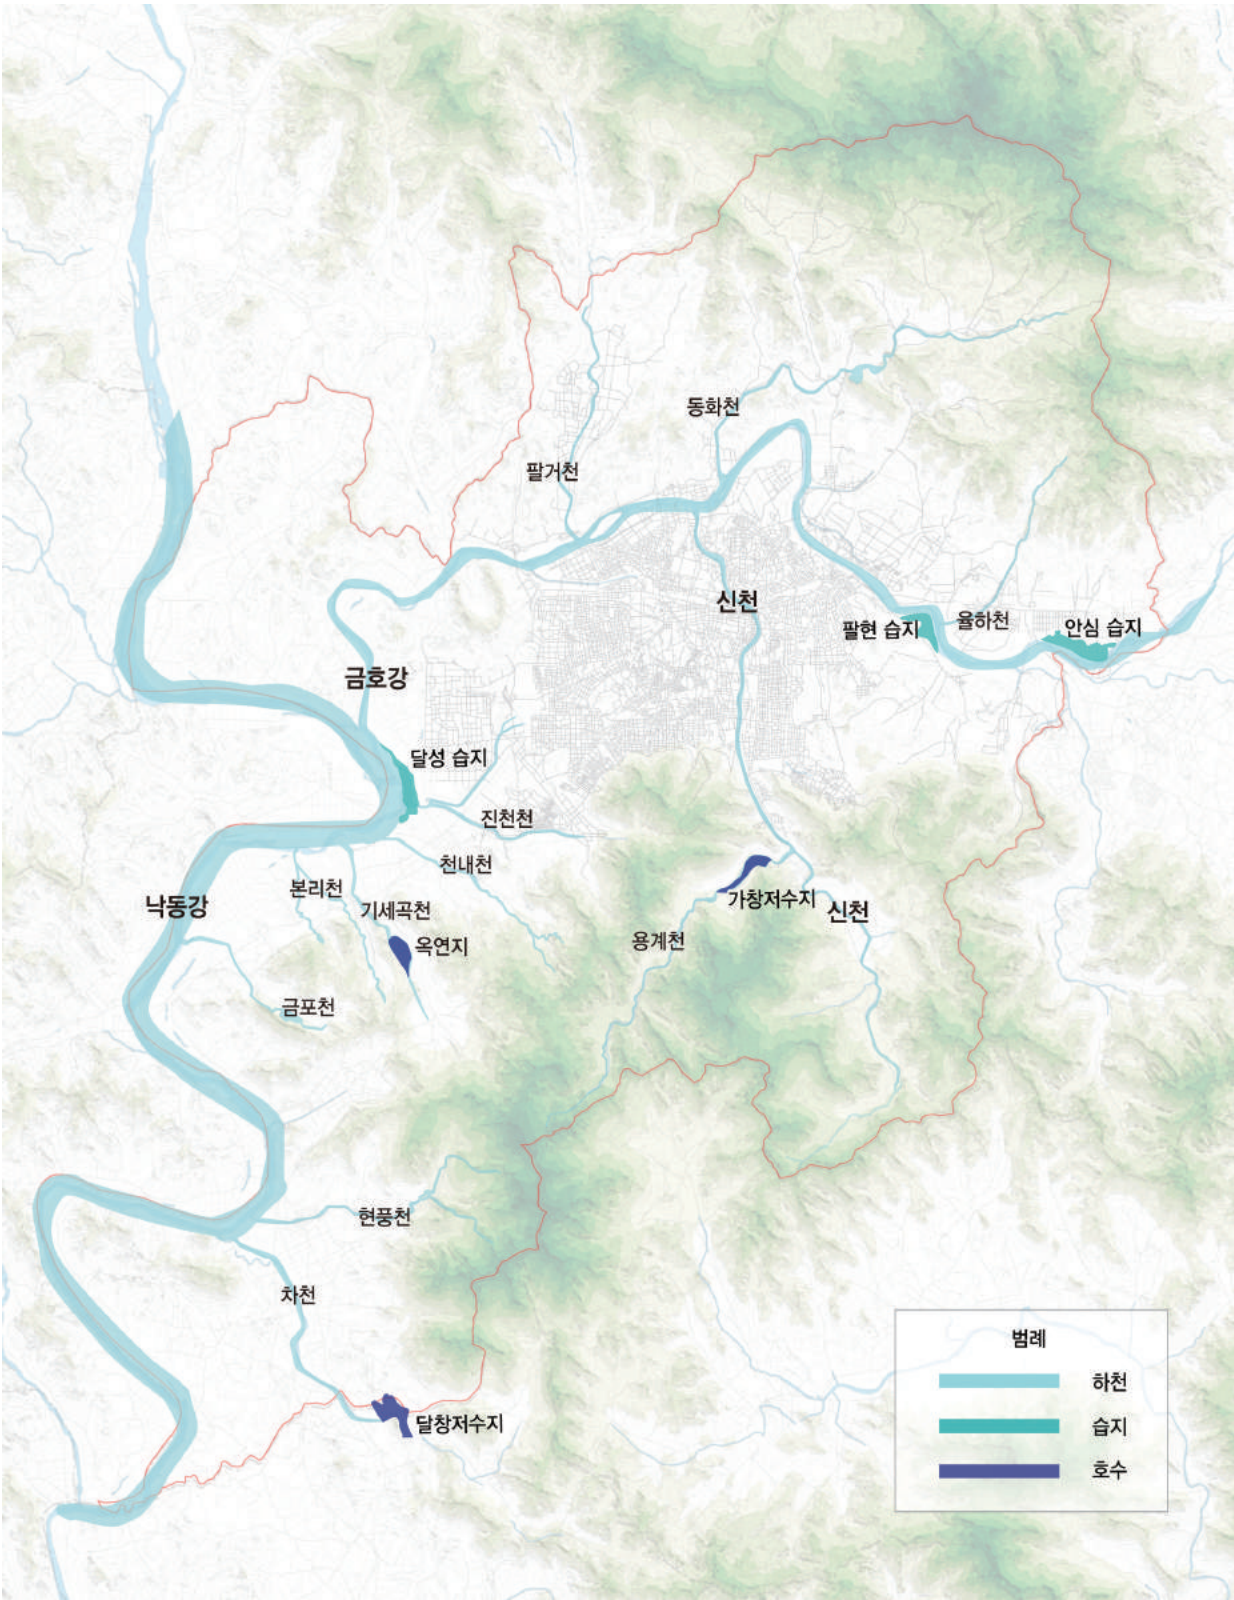 동화천
팔거천
신천
팔현 습지
율하천
안심 습지
금호강
달성 습지
진천천
천내천
본리천
가창저수지
낙동강
기세곡천
신천
용계천
옥연지
금포천
현풍천
차천
달창저수지
범례
하천
습지
호수